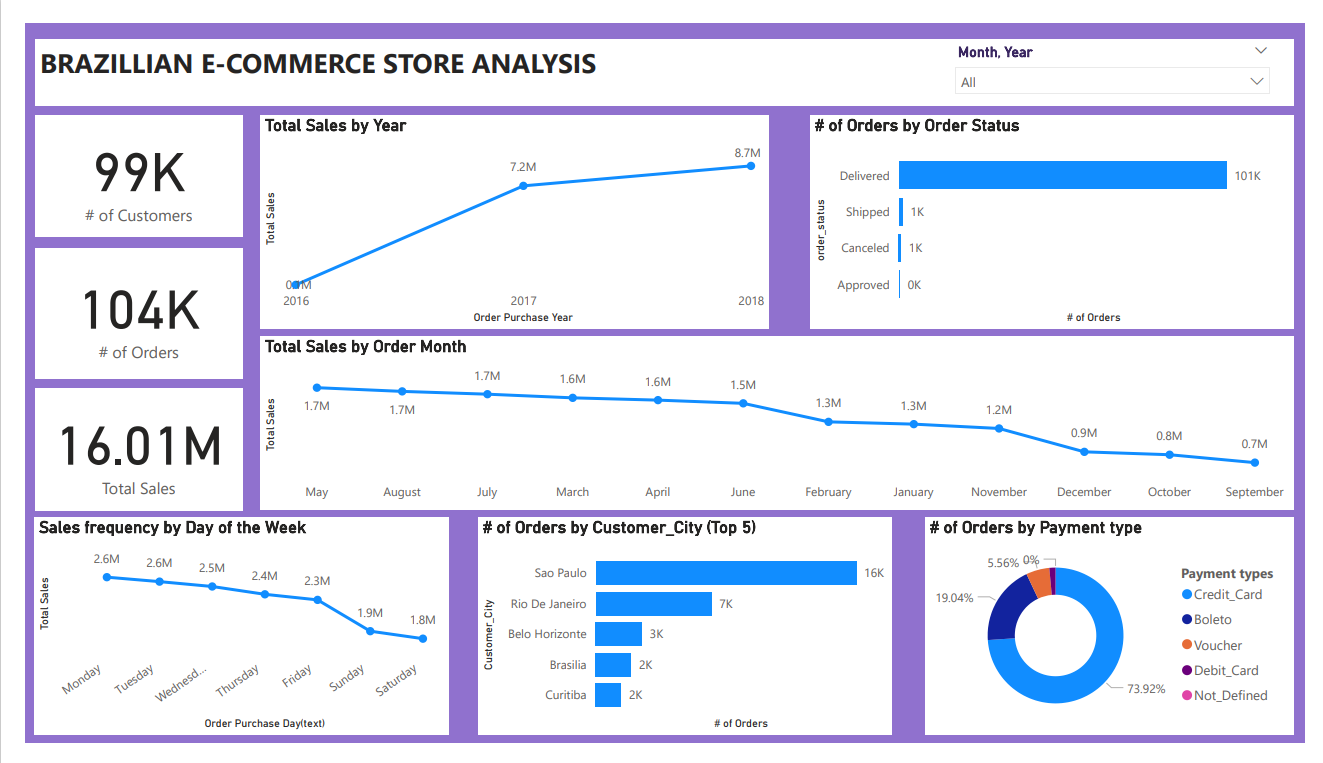 BRAZILLIAN E-COMMERCE STORE ANALYSIS
Month, Year
All
99K
# of Customers
104K
# of Orders
16.01M
Total Sales
Total Sales by Year
Total Sales
8.7M
7.2M
2016
2017
2018
Order Purchase Year
# of Orders by Order Status
order_status
Delivered 101K
Shipped 1K
Canceled 1K
Approved 0K
# of Orders
Total Sales by Order Month
Total Sales
1.7M 1.7M 1.7M 1.6M 1.6M 1.5M 1.3M 1.3M 1.2M 0.9M 0.8M 0.7M
May August July March April June February January November December October September
Sales frequency by Day of the Week
Total Sales
2.6M 2.6M 2.5M 2.4M 2.3M 1.9M 1.8M
Monday Tuesday Wednesd... Thursday Friday Sunday Saturday
Order Purchase Day(text)
# of Orders by Customer_City (Top 5)
Customer_City
Sao Paulo 16K
Rio De Janeiro 7K
Belo Horizonte 3K
Brasilia 2K
Curitiba 2K
# of Orders
# of Orders by Payment type
5.56% 0%
19.04%
73.92%
Payment types
Credit_Card
Boleto
Voucher
Debit_Card
Not_Defined